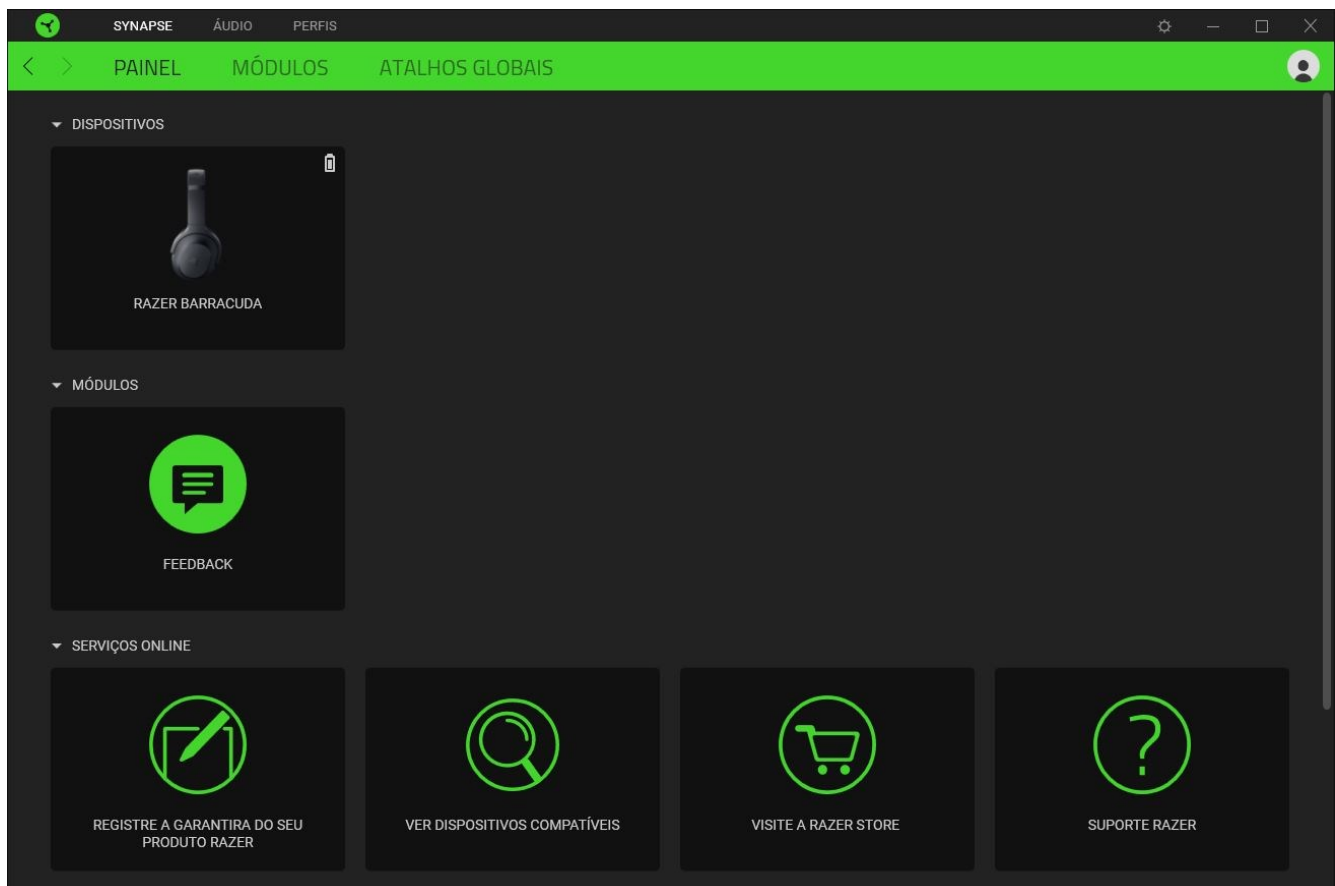 SYNAPSE ÁUDIO PERFIS
PAINEL MÓDULOS ATALHOS GLOBAIS
DISPOSITIVOS
RAZER BARRACUDA
MÓDULOS
FEEDBACK
SERVIÇOS ONLINE
REGISTRE A GARANTIRA DO SEU
PRODUTO RAZER
VER DISPOSITIVOS COMPATÍVEIS
VISITE A RAZER STORE
SUPORTE RAZER